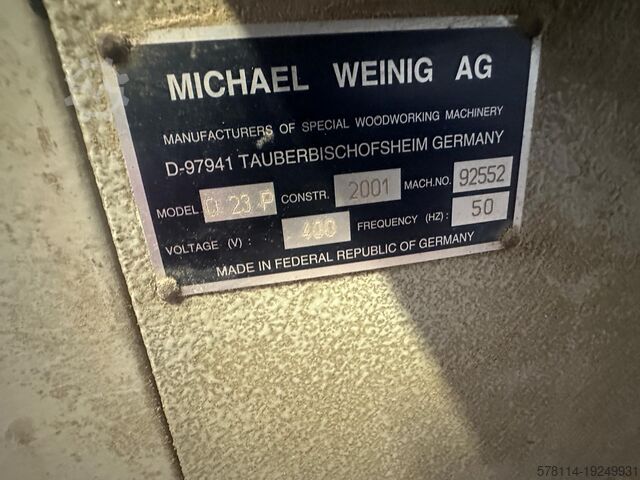 MICHAEL WEINIG AG
MANUFACTURERS OF SPECIAL WOODWORKING MACHINERY
D-97941 TAUBERBISCHOFSHEIM GERMANY
MODEL 23 P CONSTR. 2001 MACH.NO. 92552
VOLTAGE (V) : 400 FREQUENCY (HZ) : 50
MADE IN FEDERAL REPUBLIC OF GERMANY
578114-19249931